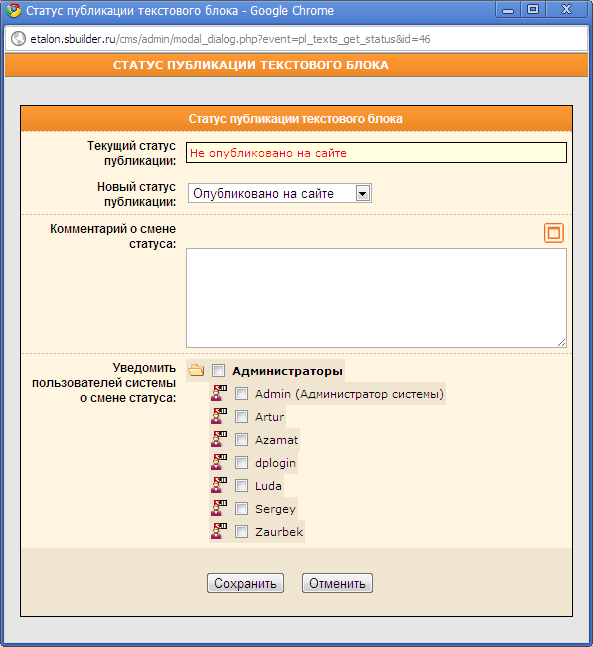 Статус публикации текстового блока - Google Chrome
etalon.sbuilder.ru/cms/admin/modal_dialog.php?event=pl_texts_get_status&id=46
СТАТУС ПУБЛИКАЦИИ ТЕКСТОВОГО БЛОКА
Статус публикации текстового блока
Текущий статус
публикации:
Не опубликовано на сайте
Новый статус
публикации:
Опубликовано на сайте
Комментарий о смене
статуса:
Уведомить
пользователей системы
о смене статуса:
Администраторы
Admin (Администратор системы)
Artur
Azamat
dplogin
Luda
Sergey
Zaurbek
Сохранить
Отменить